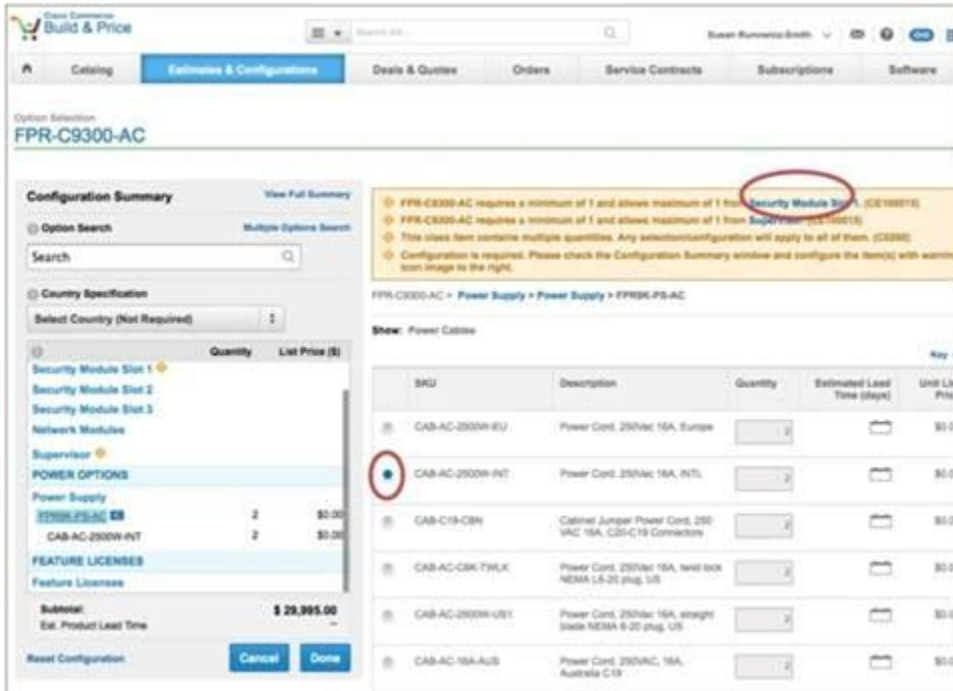 Cisco Commerce
Build & Price
Search All...
Susan Runowicz-Smith
Catalog
Estimates & Configurations
Deals & Quotes
Orders
Service Contracts
Subscriptions
Software
Option Selection
FPR-C9300-AC
Configuration Summary
View Full Summary
Option Search
Multiple Options Search
Search
Country Specification
Select Country (Not Required)
Quantity List Price ($)
Security Module Slot 1
Security Module Slot 2
Security Module Slot 3
Network Modules
Supervisor
POWER OPTIONS
Power Supply
FPR9K-PS-AC 2 $0.00
CAB-AC-2500W-INT 2 $0.00
FEATURE LICENSES
Feature Licenses
Subtotal: $ 29,995.00
Est. Product Lead Time --
Reset Configuration
Cancel
Done
FPR-C9300-AC requires a minimum of 1 and allows maximum of 1 from Security Module Slot 1.
FPR-C9300-AC requires a minimum of 1 and allows maximum of 1 from Supervisor
This class item contains multiple quantities. Any selection/configuration will apply to all of them.
Configuration is required. Please check the Configuration Summary window and configure the item(s) with
icon image to the right.
FPR-C9300-AC > Power Supply > Power Supply > FPR9K-PS-AC
Show: Power Cables
Key
SKU Description Quantity Estimated Lead
Time (days)
CAB-AC-2500W-EU Power Cord, 250Vac 16A, Europe 2
CAB-AC-2500W-INT Power Cord, 250Vac 16A, INTL 2
CAB-C19-CBN Cabinet Jumper Power Cord, 250
VAC 16A, C20-C19 Connectors 2
CAB-AC-C6K-TWLK Power Cord, 250Vac 16A, twist lock
NEMA L6-20 plug, US 2
CAB-AC-2500W-US1 Power Cord, 250Vac 16A, straight
blade NEMA 6-20 plug, US 2
CAB-AC-16A-AUS Power Cord, 250VAC, 16A,
Australia C19 2